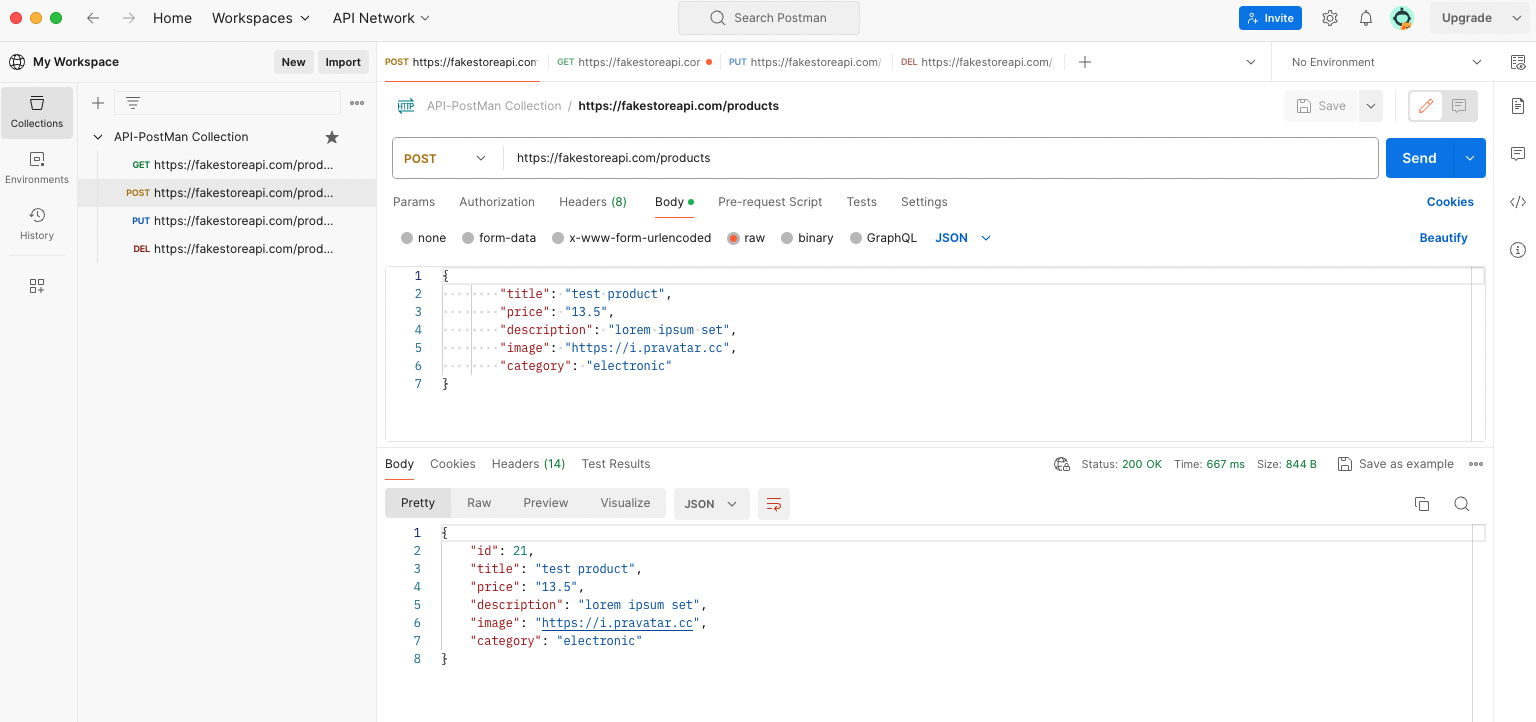 Home Workspaces API Network Search Postman Invite Upgrade
My Workspace New Import
POST https://fakestoreapi.com GET https://fakestoreapi.cor PUT https://fakestoreapi.com/ DEL https://fakestoreapi.com/ No Environment
Collections
Environments
History
API-PostMan Collection
GET https://fakestoreapi.com/prod...
POST https://fakestoreapi.com/prod...
PUT https://fakestoreapi.com/prod...
DEL https://fakestoreapi.com/prod...
HTTP API-PostMan Collection / https://fakestoreapi.com/products Save
POST https://fakestoreapi.com/products Send
Params Authorization Headers (8) Body Pre-request Script Tests Settings Cookies
none form-data x-www-form-urlencoded raw binary GraphQL JSON Beautify
1 {
2 "title": "test product",
3 "price": "13.5",
4 "description": "lorem ipsum set",
5 "image": "https://i.pravatar.cc",
6 "category": "electronic"
7 }
Body Cookies Headers (14) Test Results Status: 200 OK Time: 667 ms Size: 844 B Save as example
Pretty Raw Preview Visualize JSON
1 {
2 "id": 21,
3 "title": "test product",
4 "price": "13.5",
5 "description": "lorem ipsum set",
6 "image": "https://i.pravatar.cc",
7 "category": "electronic"
8 }